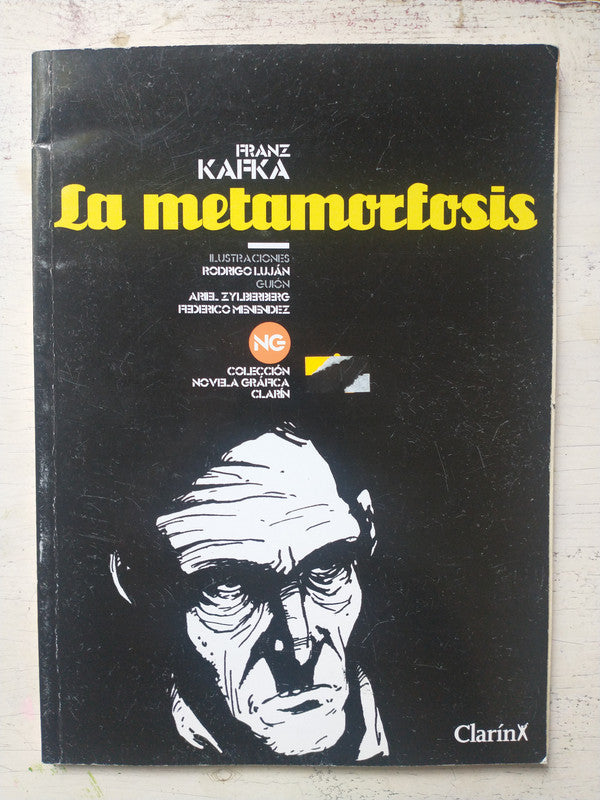 FRANZ
KAFKA
La metamorfosis
ILUSTRACIONES
RODRIGO LUJÁN
GUIÓN
ARIEL ZYLBERBERG
FEDERICO MENENDEZ
NG
COLECCIÓN
NOVELA GRÁFICA
CLARÍN
Clarín